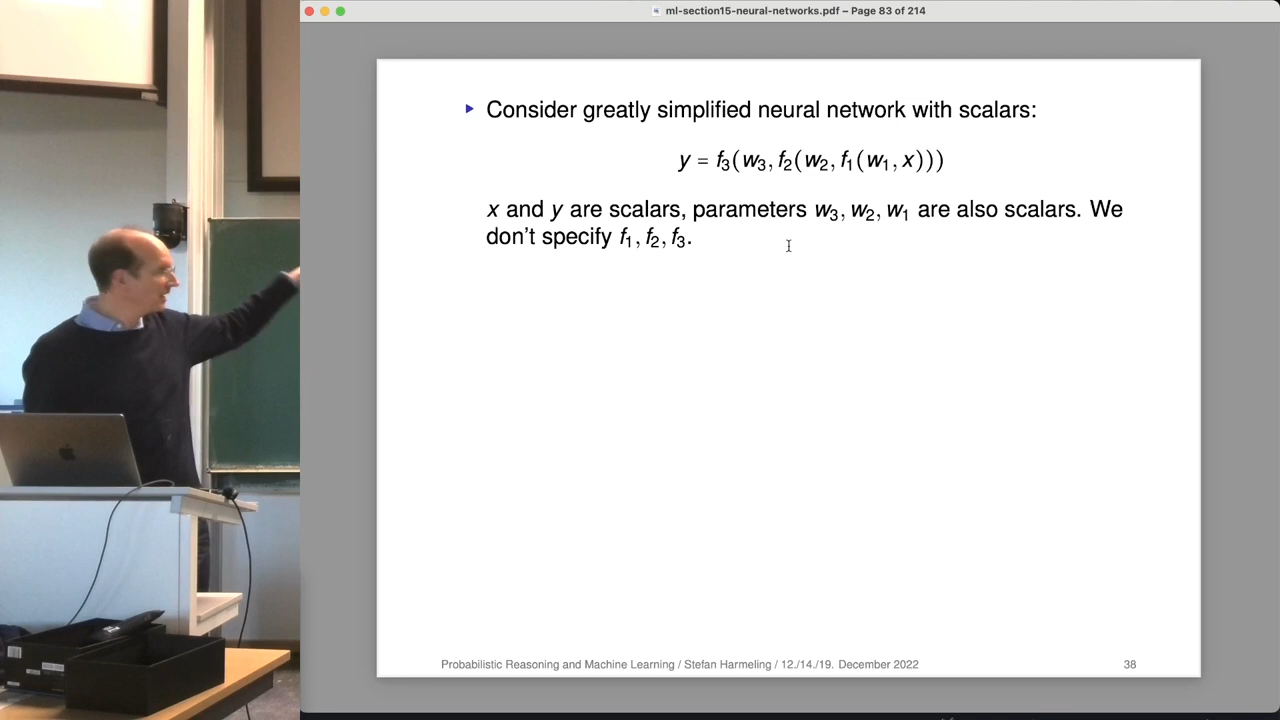 ml-section15-neural-networks.pdf – Page 83 of 214
Consider greatly simplified neural network with scalars:
y = f₃(w₃, f₂(w₂, f₁(w₁, x)))
x and y are scalars, parameters w₃, w₂, w₁ are also scalars. We
don't specify f₁, f₂, f₃.
Probabilistic Reasoning and Machine Learning / Stefan Harmeling / 12./14./19. December 2022
38